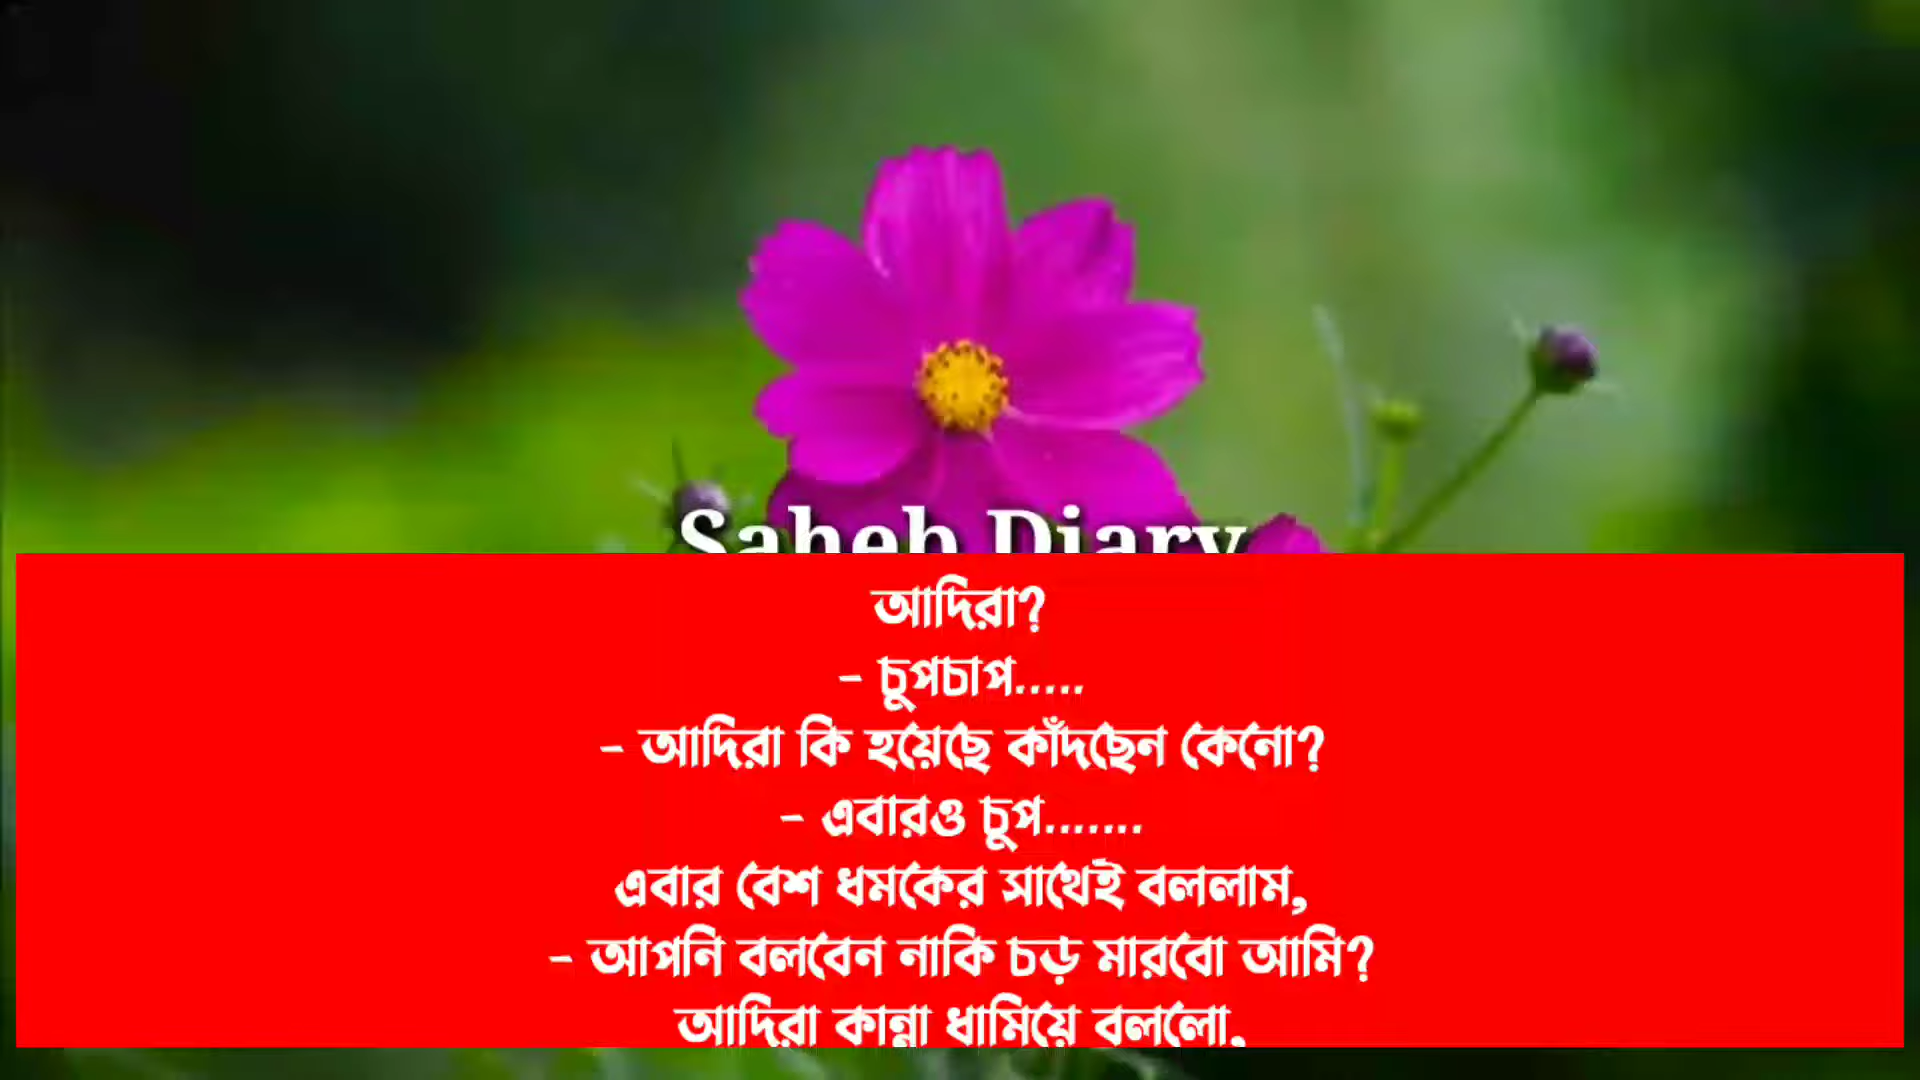 Saheb Diary
আদিরা?
- চুপচাপ.....
- আদিরা কি হয়েছে কাঁদছেন কেনো?
- এবারও চুপ.......
এবার বেশ ধমকের সাথেই বললাম,
- আপনি বলবেন নাকি চড় মারবো আমি?
আদিরা কান্না থামিয়ে বললো,